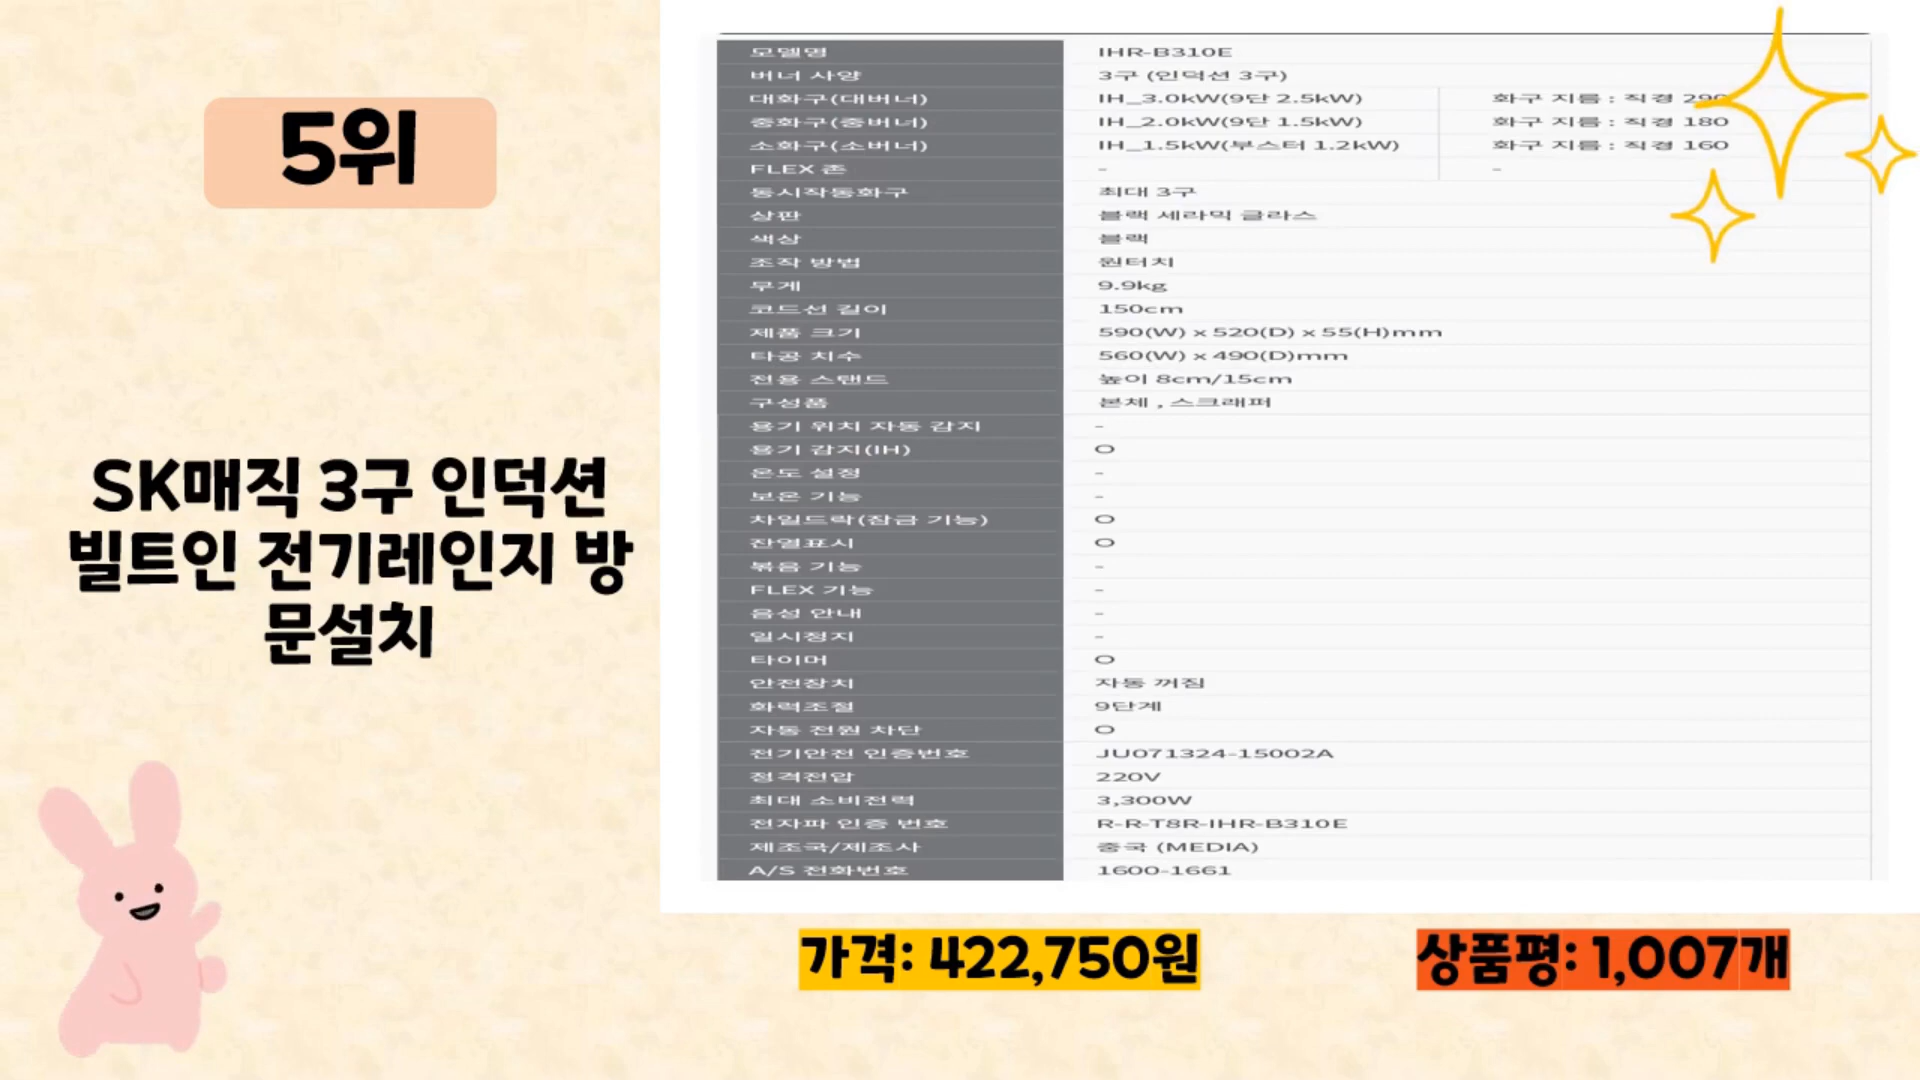 5위
SK매직 3구 인덕션
빌트인 전기레인지 방
문설치
모델명 IHR-B310E
버너 사양 3구 (인덕션 3구)
대화구(대버너) IH_3.0kW(9단 2.5kW) 화구 지름 : 직경 290
중화구(중버너) IH_2.0kW(9단 1.5kW) 화구 지름 : 직경 180
소화구(소버너) IH_1.5kW(부스터 1.2kW) 화구 지름 : 직경 160
FLEX 존 - -
동시작동화구 최대 3구
상판 블랙 세라믹 글라스
색상 블랙
조작 방법 원터치
무게 9.9kg
코드선 길이 150cm
제품 크기 590(W) x 520(D) x 55(H)mm
타공 치수 560(W) x 490(D)mm
전용 스탠드 높이 8cm/15cm
구성품 본체 , 스크래퍼
용기 위치 자동 감지 -
용기 감지(IH) O
온도 설정 -
보온 기능 -
차일드락(잠금 기능) O
잔열표시 O
볶음 기능 -
FLEX 기능 -
음성 안내 -
일시정지 -
타이머 O
안전장치 자동 꺼짐
화력조절 9단계
자동 전원 차단 O
전기안전 인증번호 JU071324-15002A
정격전압 220V
최대 소비전력 3,300W
전자파 인증 번호 R-R-T8R-IHR-B310E
제조국/제조사 중국 (MEDIA)
A/S 전화번호 1600-1661
가격: 422,750원
상품평: 1,007개